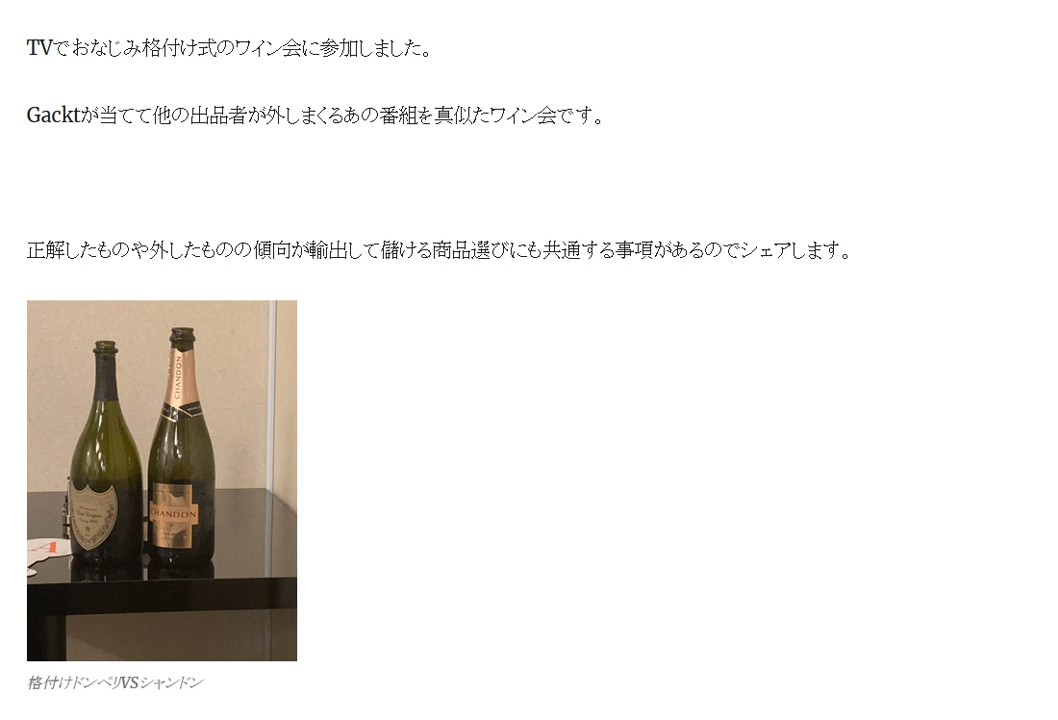 TVでおなじみ格付け式のワイン会に参加しました。
Gacktが当てて他の出品者が外しまくるあの番組を真似たワイン会です。
正解したものや外したものの傾向が輸出して儲ける商品選びにも共通する事項があるのでシェアします。
CHANDON
CHANDON
A
格付けドンペリVSシャンドン